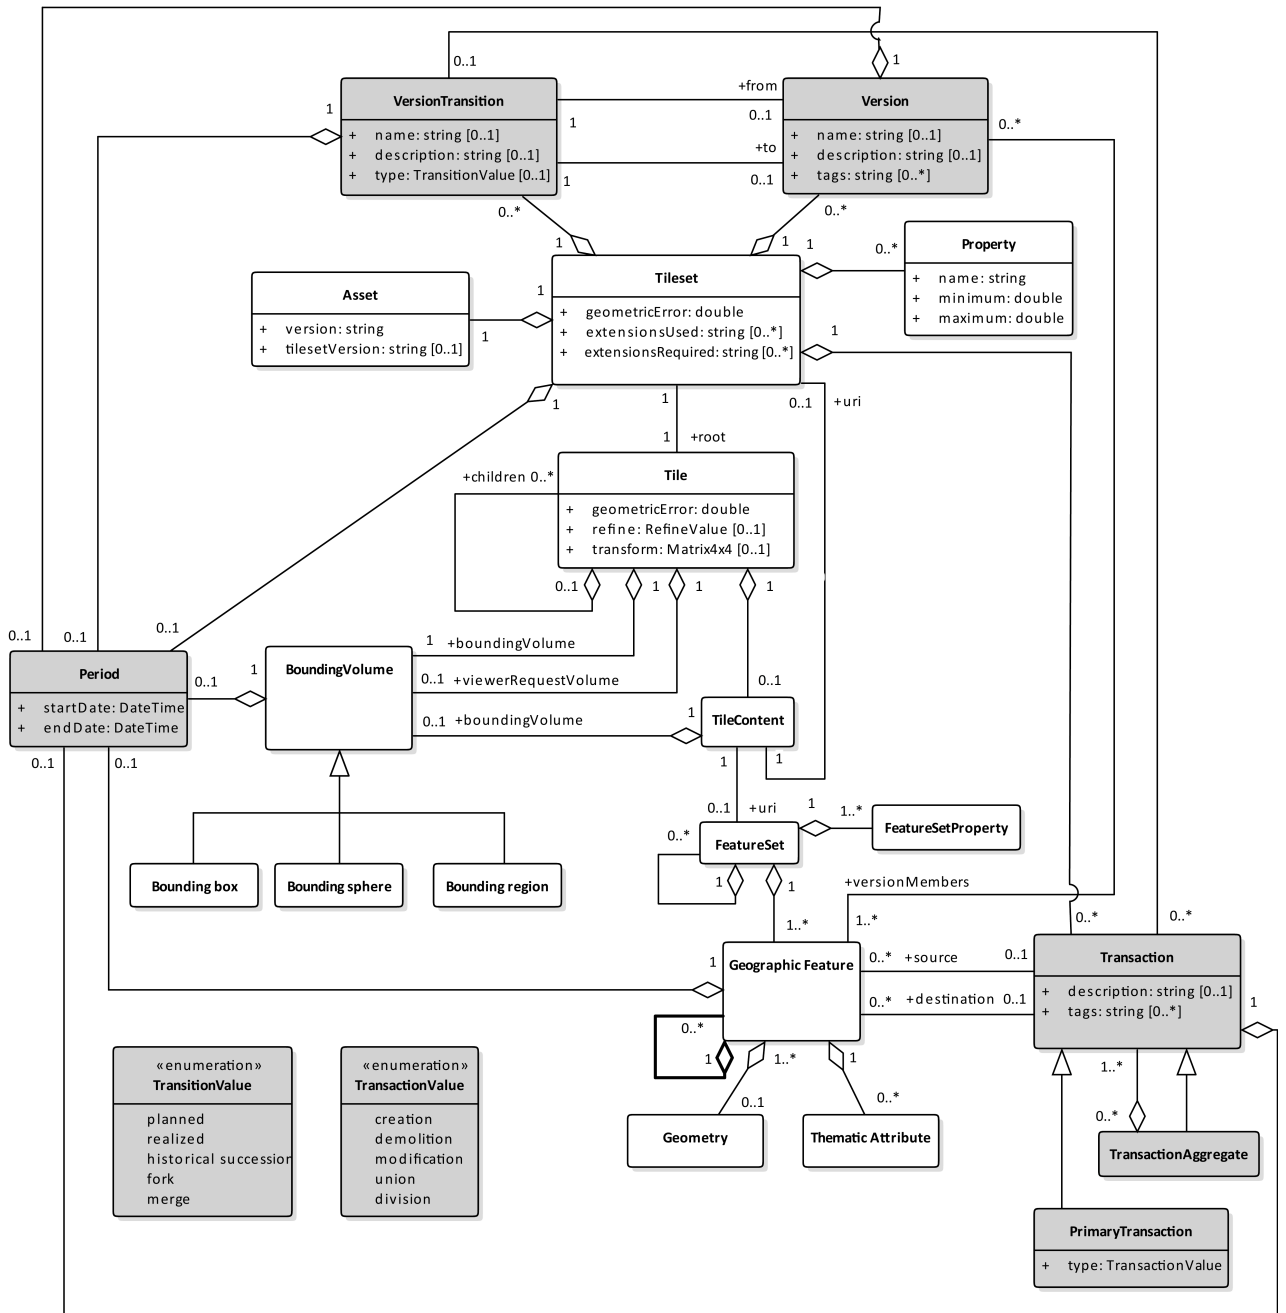 0..1
1
VersionTransition
+ name: string [0..1]
+ description: string [0..1]
+ type: TransitionValue [0..1]
1
+from
0..1
1
+to
1
0..1
Version
+ name: string [0..1]
+ description: string [0..1]
+ tags: string [0..*]
0..*
0..*
0..*
1
1
1
0..*
Property
+ name: string
+ minimum: double
+ maximum: double
Asset
+ version: string
+ tilesetVersion: string [0..1]
1
1
Tileset
+ geometricError: double
+ extensionsUsed: string [0..*]
+ extensionsRequired: string [0..*]
1
1
1
0..1
+uri
1
+root
+children 0..*
Tile
+ geometricError: double
+ refine: RefineValue [0..1]
+ transform: Matrix4x4 [0..1]
0..1
1
1
1
0..1
0..1
0..1
Period
+ startDate: DateTime
+ endDate: DateTime
0..1
1
BoundingVolume
1
+boundingVolume
0..1
+viewerRequestVolume
0..1
+boundingVolume
0..1
1
TileContent
0..1
0..1
1
1
0..1
+uri
Bounding box
Bounding sphere
Bounding region
0..*
FeatureSet
1
1..*
FeatureSetProperty
1
1
+versionMembers
1..*
1..*
0..*
0..*
1
Geographic Feature
0..*
+source
0..1
0..*
+destination
0..1
0..*
1
1..*
1
0..1
0..*
Geometry
Thematic Attribute
Transaction
+ description: string [0..1]
+ tags: string [0..*]
1
1..*
0..*
TransactionAggregate
PrimaryTransaction
+ type: TransactionValue
«enumeration»
TransitionValue
planned
realized
historical succession
fork
merge
«enumeration»
TransactionValue
creation
demolition
modification
union
division